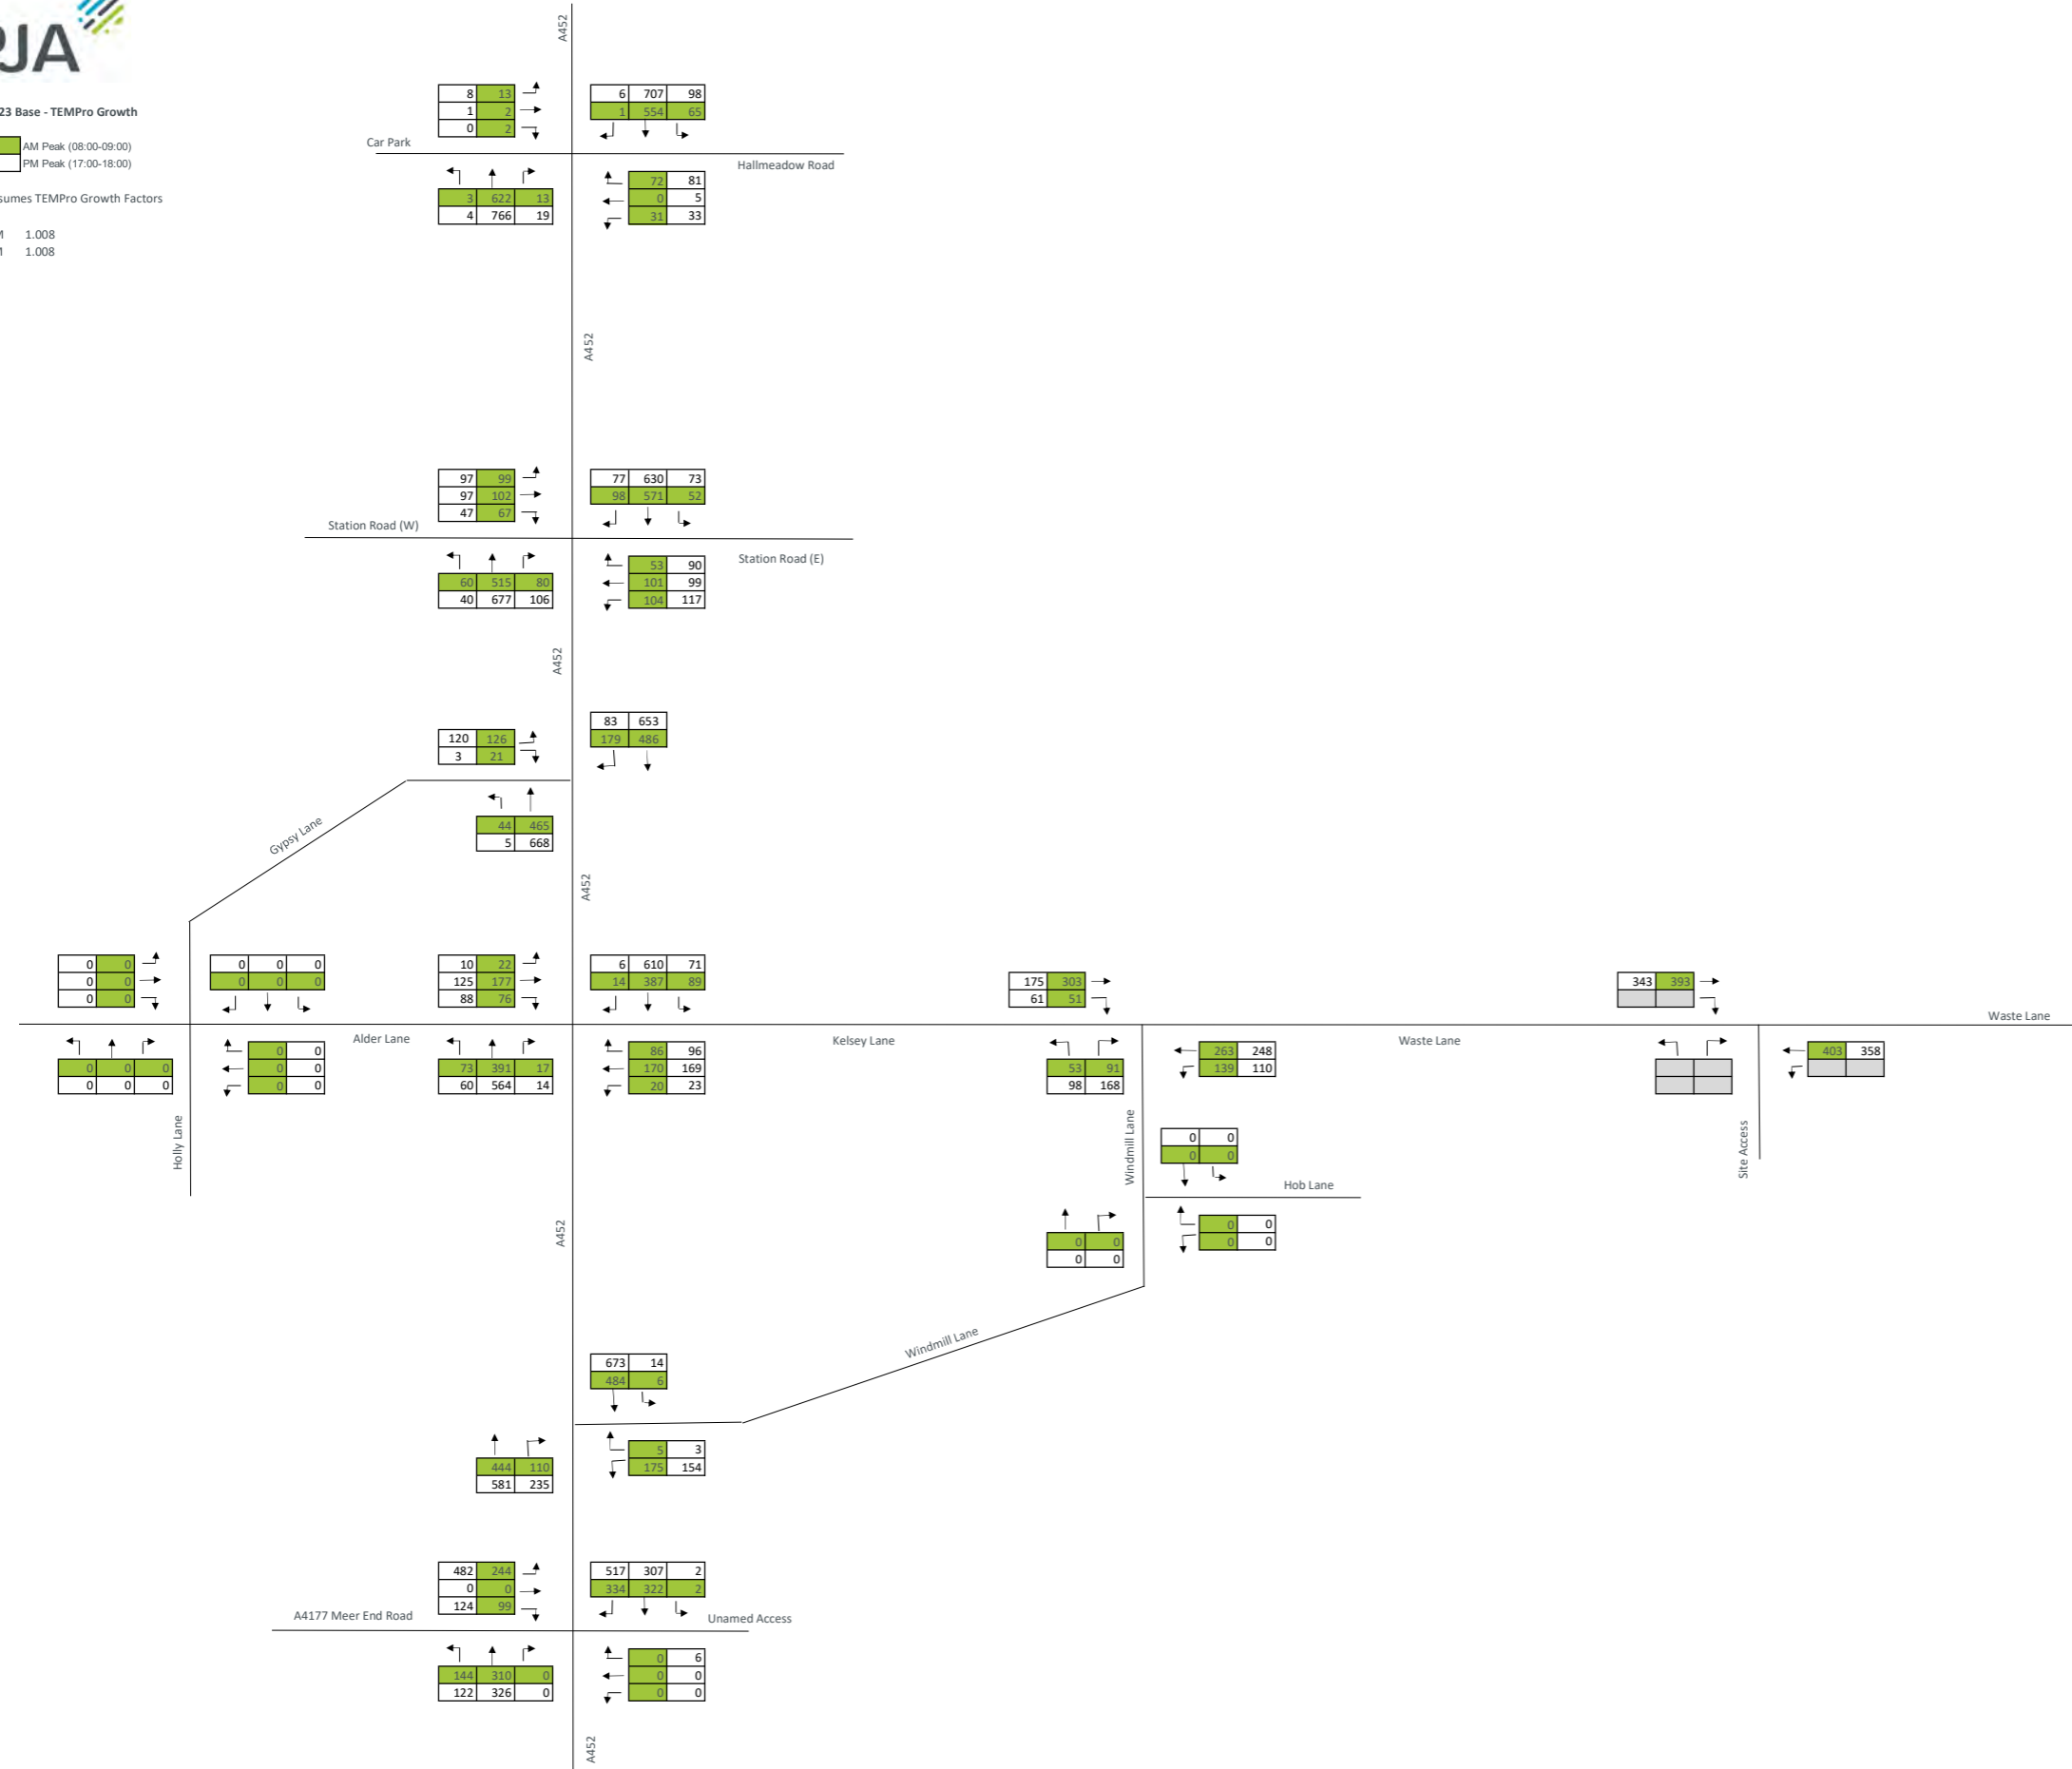 JA
23 Base - TEMPro Growth
AM Peak (08:00-09:00)
PM Peak (17:00-18:00)
sumes TEMPro Growth Factors
1.008
1.008
A452
8 13
1 2
0 2
6 707 98
1 554 65
Car Park
Hallmeadow Road
3 622 13
4 766 19
72 81
0 5
31 33
A452
97 99
97 102
47 67
77 630 73
98 571 52
Station Road (W)
Station Road (E)
60 515 80
40 677 106
53 90
101 99
104 117
A452
120 126
3 21
83 653
179 486
Gypsy Lane
44 465
5 668
A452
0 0
0 0
0 0
0 0 0
0 0 0
10 22
125 177
88 76
6 610 71
14 387 89
175 303
61 51
343 393
Waste Lane
Alder Lane
Kelsey Lane
Waste Lane
0 0 0
0 0 0
0 0
0 0
0 0
73 391 17
60 564 14
86 96
170 169
20 23
53 91
98 168
263 248
139 110
403 358
Holly Lane
Windmill Lane
Site Access
0 0
0 0
Hob Lane
A452
0 0
0 0
0 0
0 0
Windmill Lane
673 14
484 6
444 110
581 235
5 3
175 154
482 244
0 0
124 99
517 307 2
334 322 2
A4177 Meer End Road
Unamed Access
144 310 0
122 326 0
0 6
0 0
0 0
A452